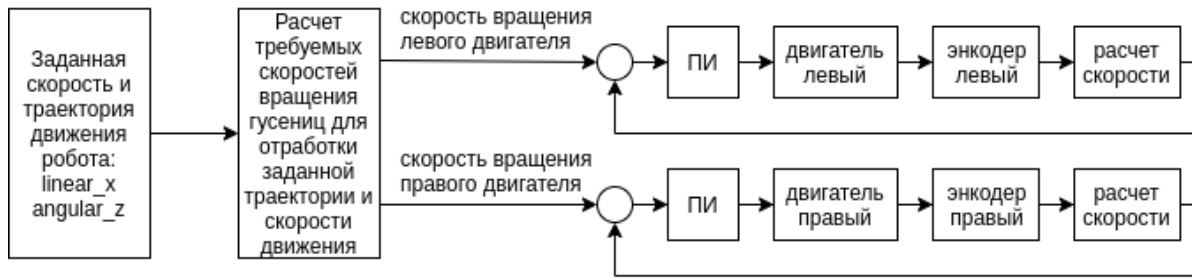 Заданная
скорость и
траектория
движения
робота:
linear_x
angular_z
Расчет
требуемых
скоростей
вращения
гусениц для
отработки
заданной
траектории и
скорости
движения
скорость вращения
левого двигателя
ПИ
двигатель
левый
энкодер
левый
расчет
скорости
скорость вращения
правого двигателя
ПИ
двигатель
правый
энкодер
правый
расчет
скорости